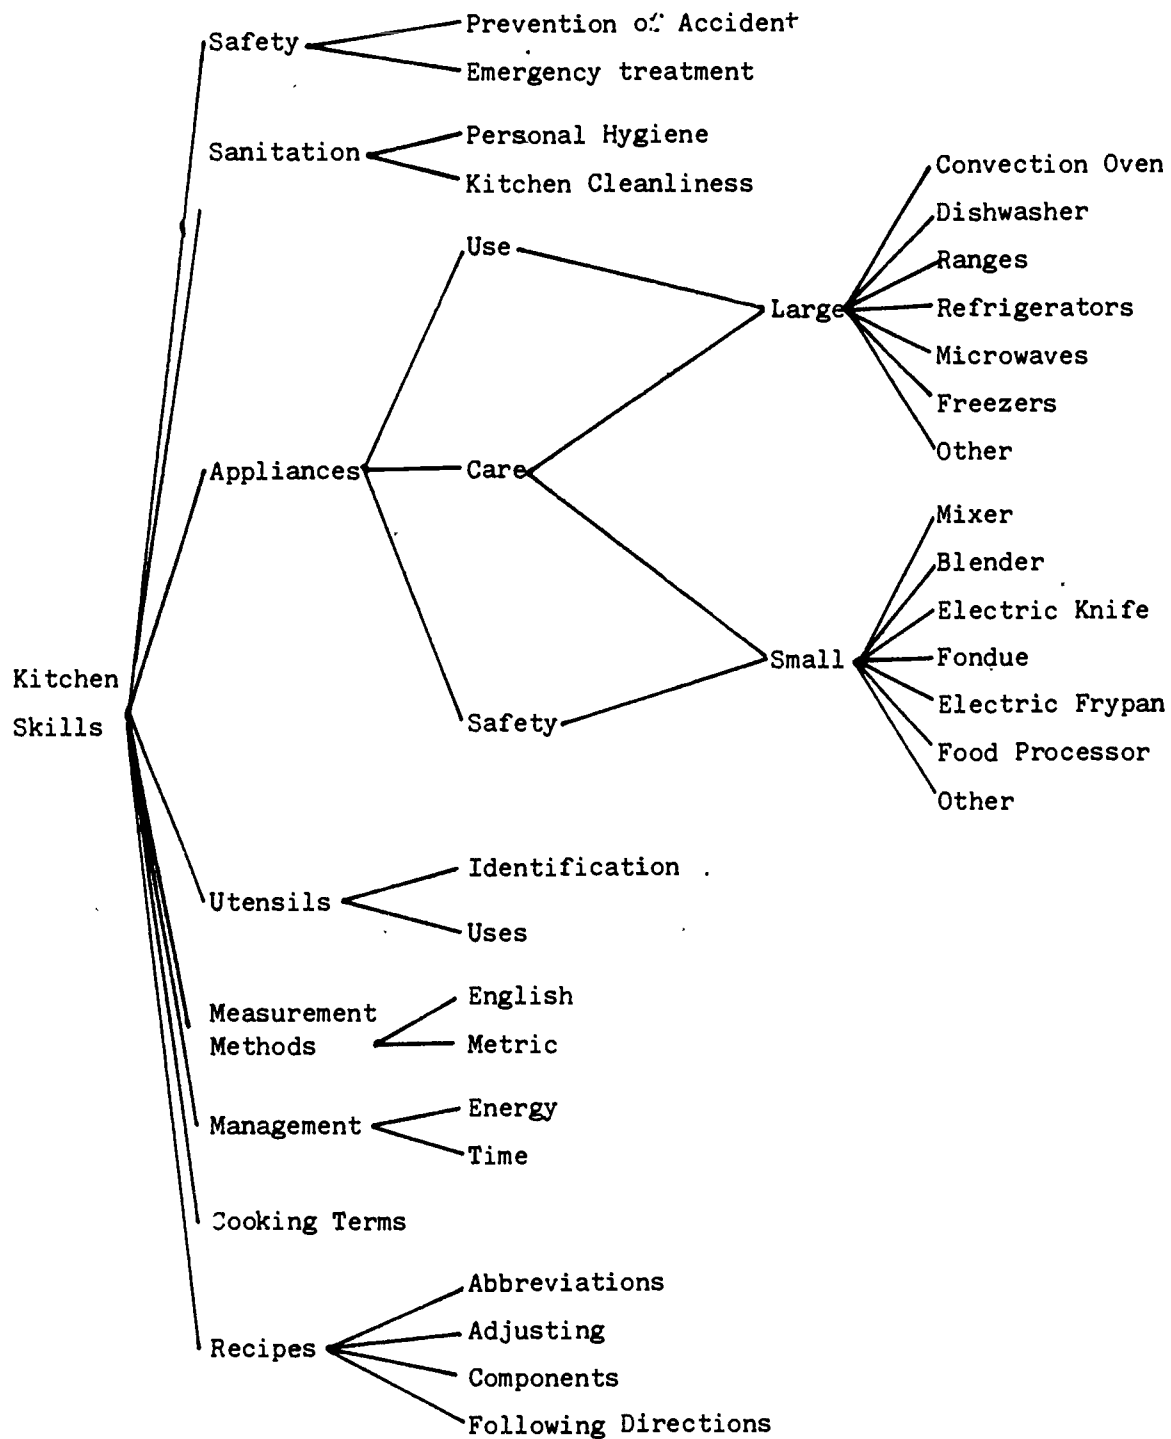 Safety
Prevention of Accident
Emergency treatment
Sanitation
Personal Hygiene
Kitchen Cleanliness
Kitchen
Skills
Appliances
Use
Care
Safety
Large
Convection Oven
Dishwasher
Ranges
Refrigerators
Microwaves
Freezers
Other
Small
Mixer
Blender
Electric Knife
Fondue
Electric Frypan
Food Processor
Other
Utensils
Identification
Uses
Measurement
Methods
English
Metric
Management
Energy
Time
Cooking Terms
Recipes
Abbreviations
Adjusting
Components
Following Directions